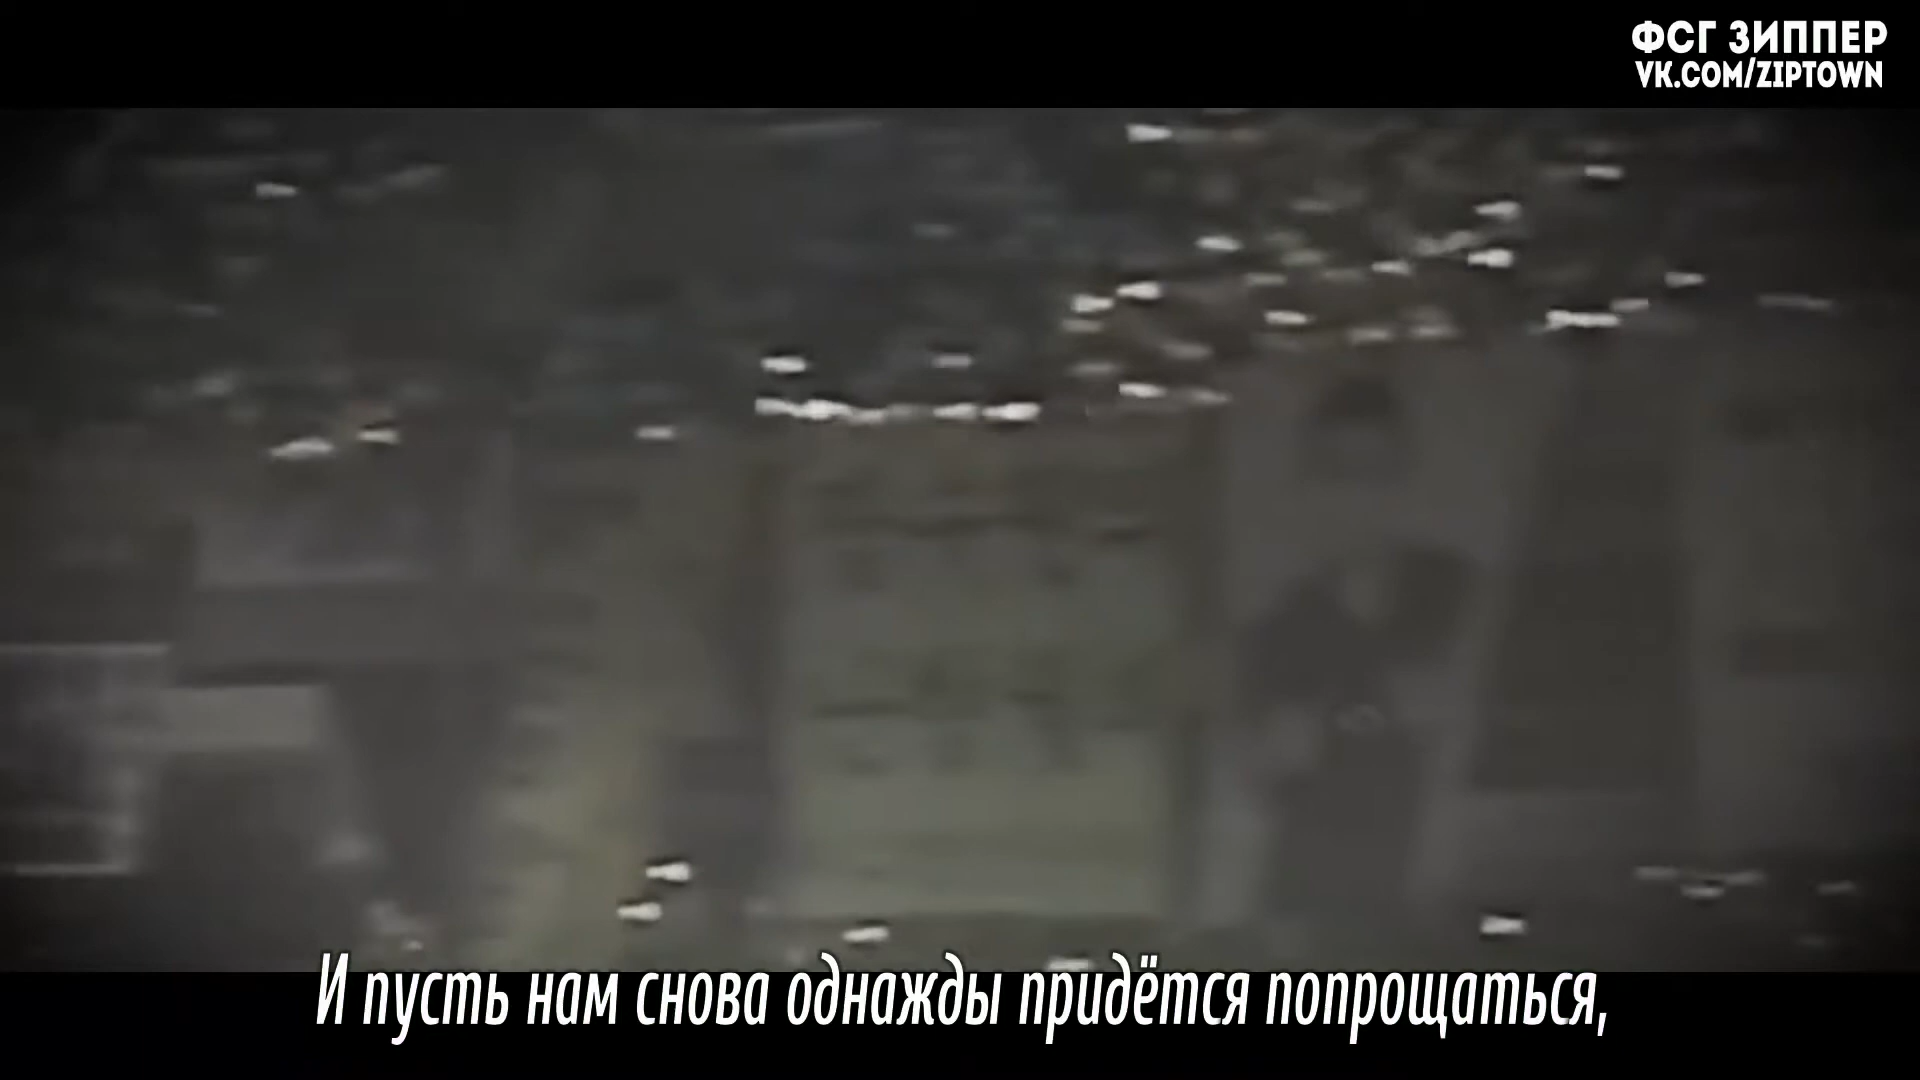 ФСГ ЗИППЕР
VK.COM/ZIPTOWN
И пусть нам снова однажды придётся попрощаться,